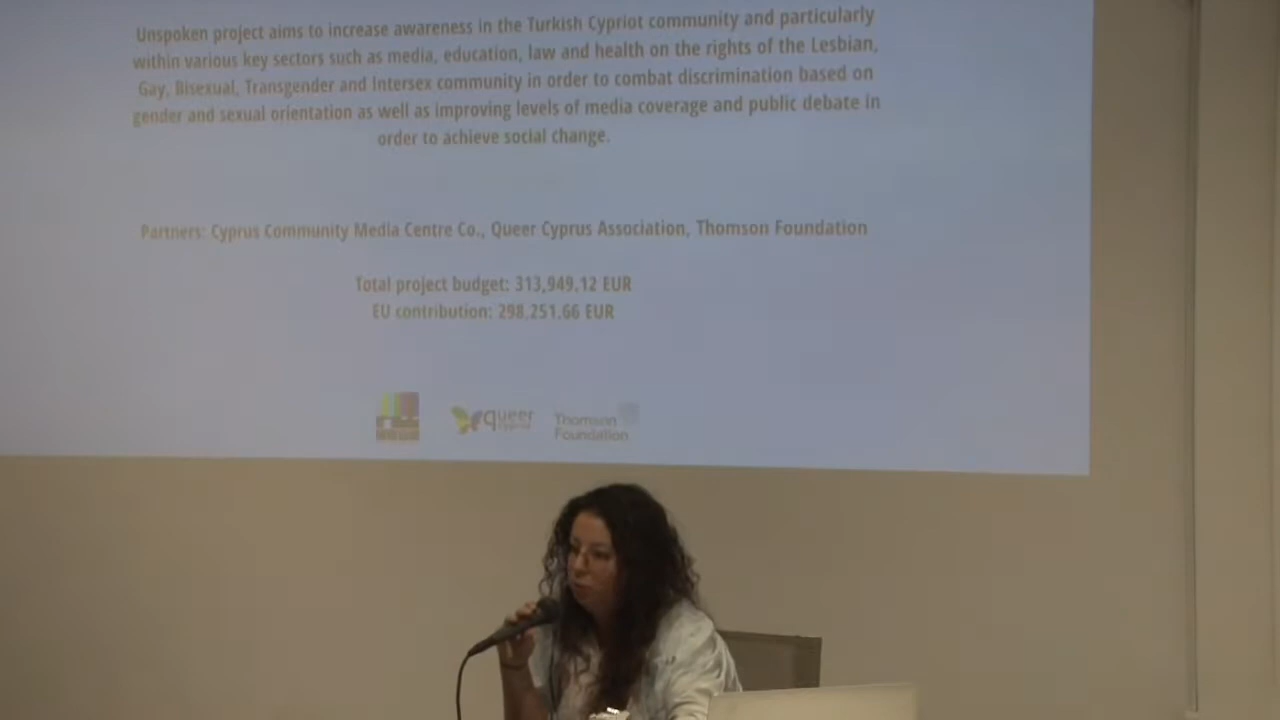 Unspoken project aims to increase awareness in the Turkish Cypriot community and particularly
within various key sectors such as media, education, law and health on the rights of the Lesbian,
Gay, Bisexual, Transgender and Intersex community in order to combat discrimination based on
gender and sexual orientation as well as improving levels of media coverage and public debate in
order to achieve social change.
Partners: Cyprus Community Media Centre Co., Queer Cyprus Association, Thomson Foundation
Total project budget: 313,949,12 EUR
EU contribution: 298,251,66 EUR
queer
cyprus
Thomson
Foundation